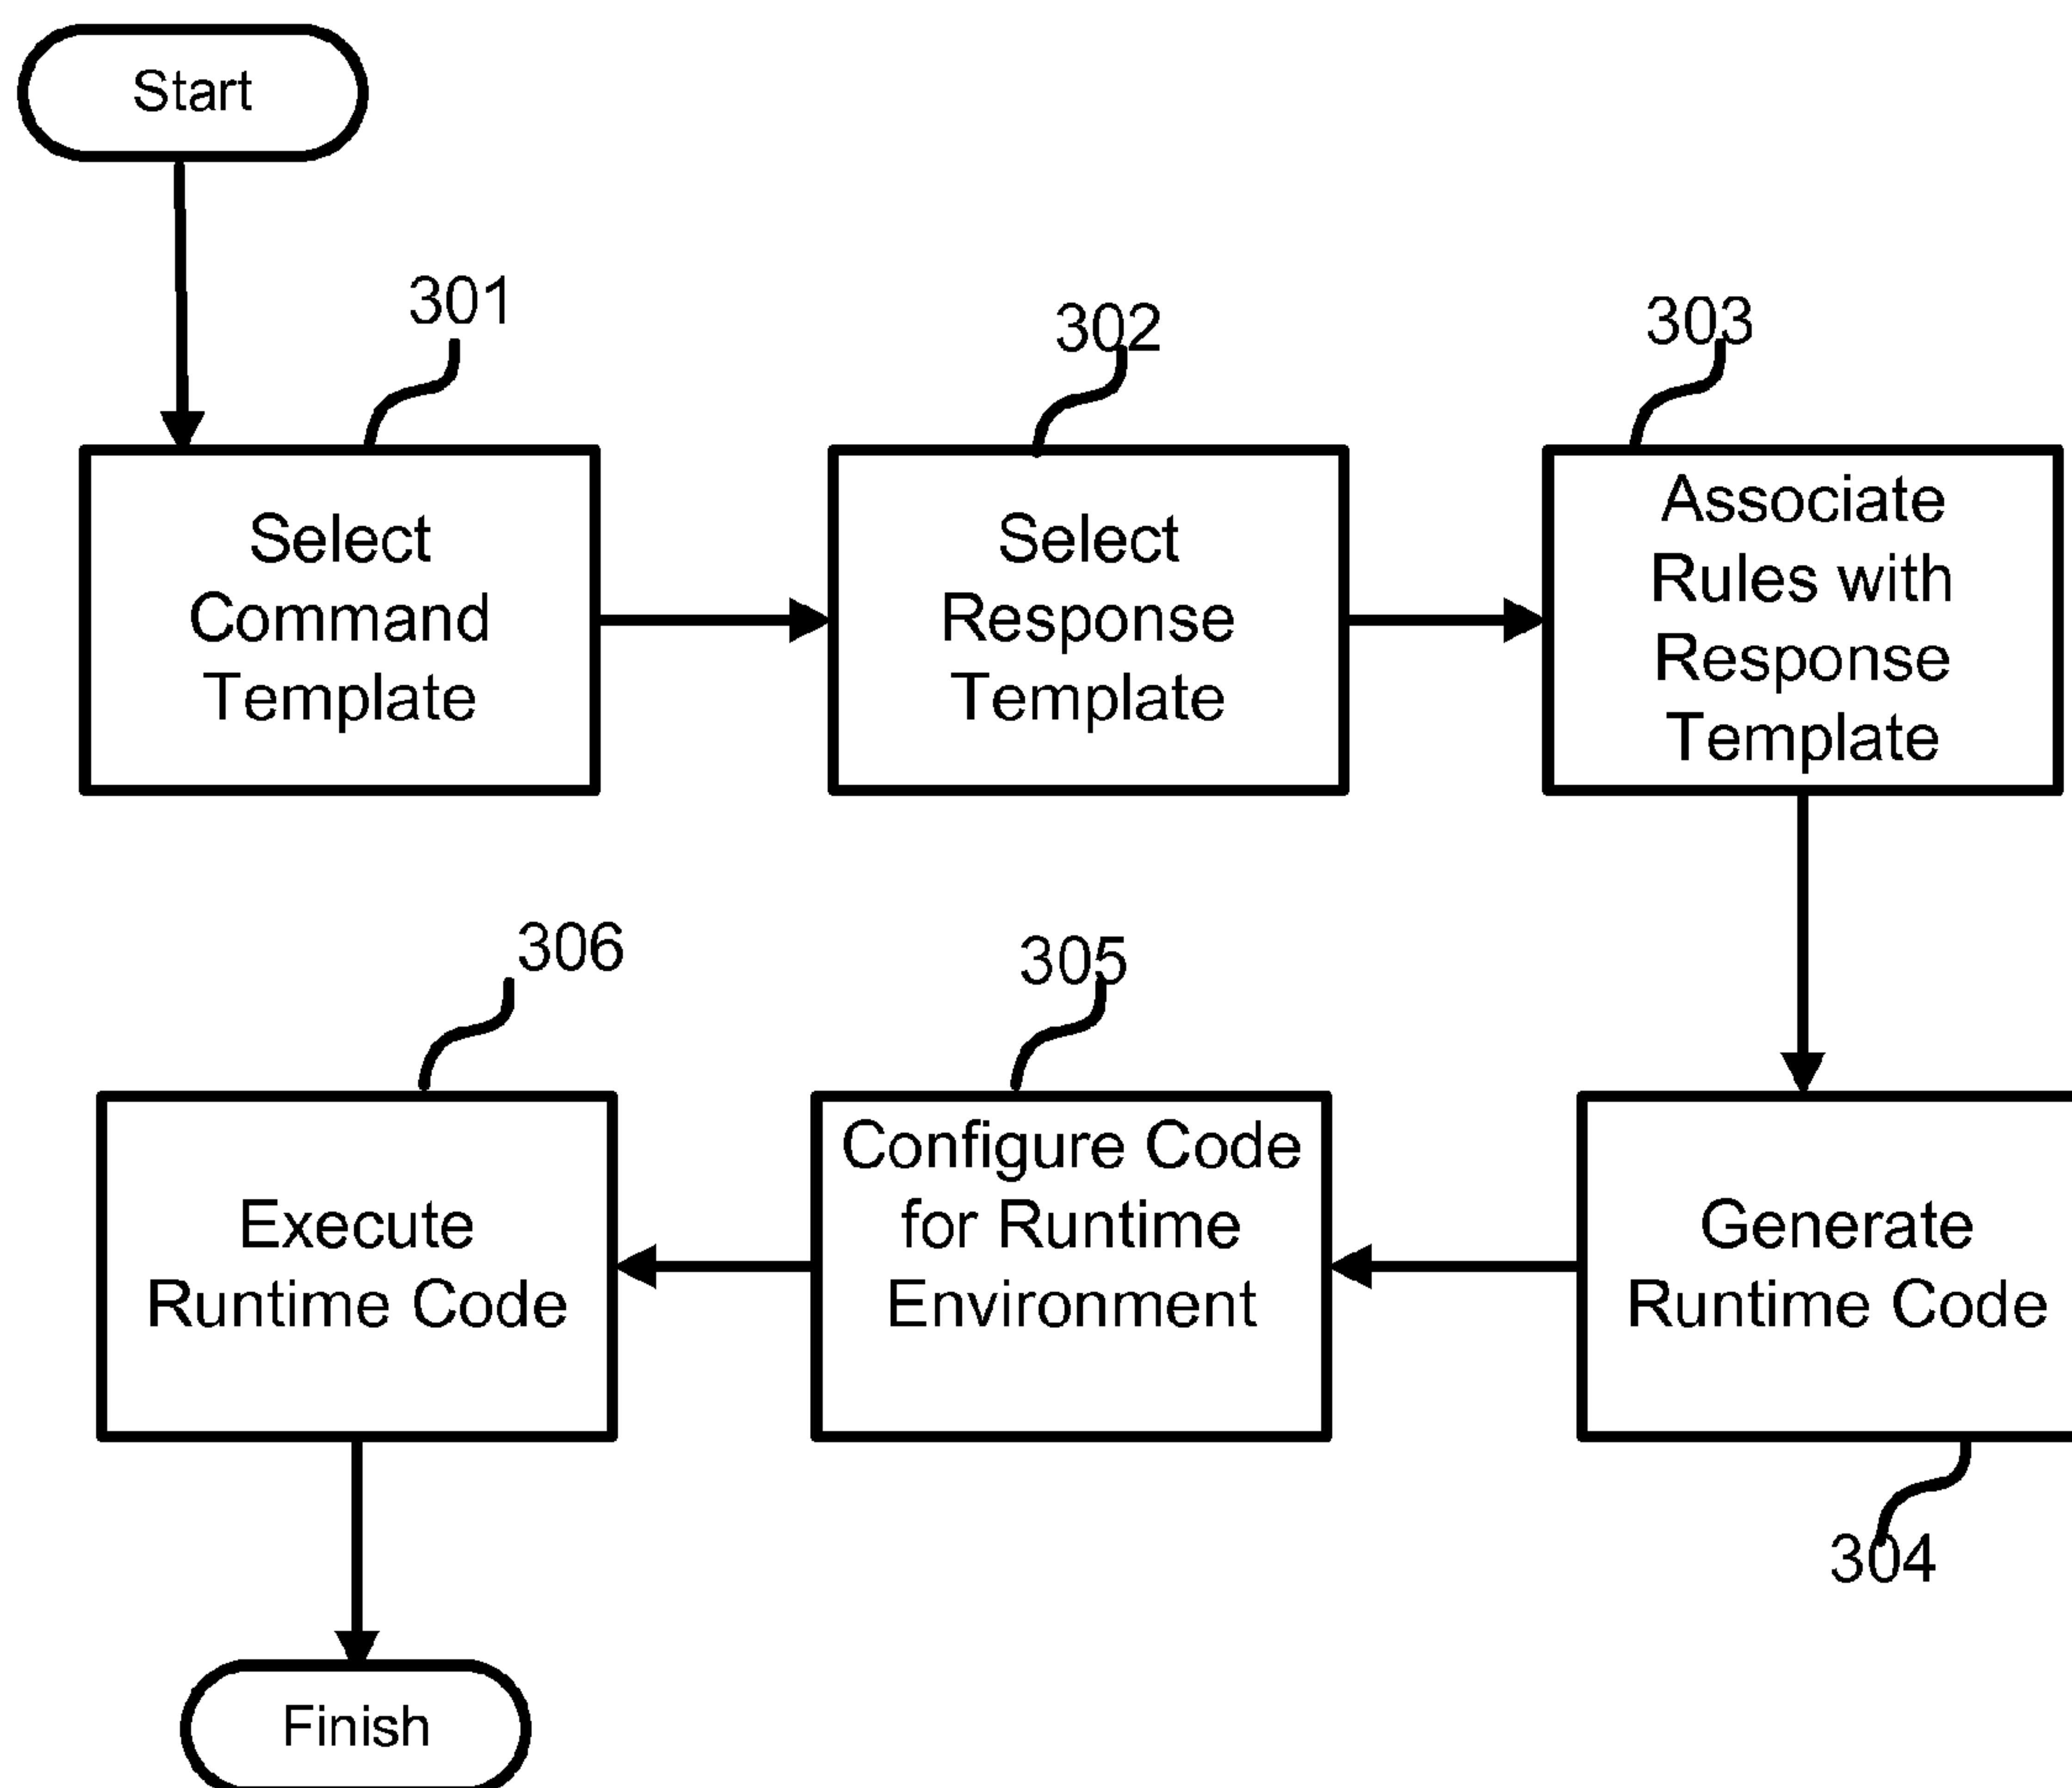 Start
301
302
303
Select
Command
Template
Select
Response
Template
Associate
Rules with
Response
Template
306
305
Execute
Runtime Code
Configure Code
for Runtime
Environment
Generate
Runtime Code
304
Finish